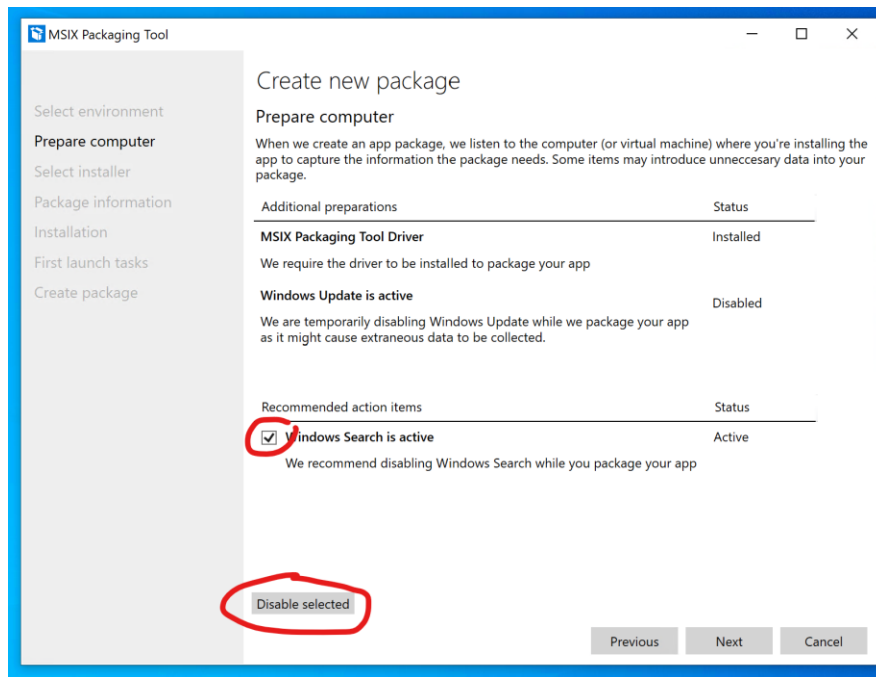 MSIX Packaging Tool
Create new package
Select environment
Prepare computer
Select installer
Package information
Installation
First launch tasks
Create package
Prepare computer
When we create an app package, we listen to the computer (or virtual machine) where you're installing the
app to capture the information the package needs. Some items may introduce unneccesary data into your
package.
Additional preparations Status
MSIX Packaging Tool Driver Installed
We require the driver to be installed to package your app
Windows Update is active Disabled
We are temporarily disabling Windows Update while we package your app
as it might cause extraneous data to be collected.
Recommended action items Status
Windows Search is active Active
We recommend disabling Windows Search while you package your app
Disable selected
Previous Next Cancel